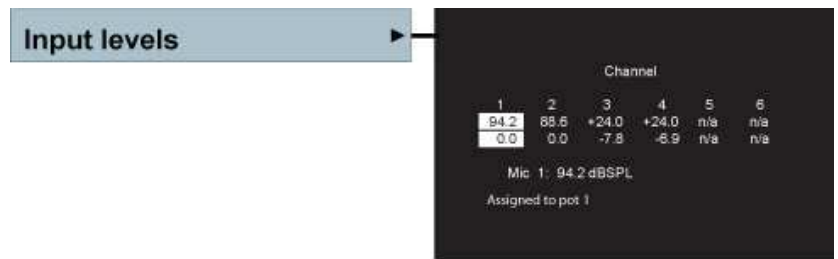 Input levels
Channel
1 2 3 4 5 6
94.2 88.6 +24.0 +24.0 n/a n/a
0.0 0.0 -7.8 -6.9 n/a n/a
Mic 1: 94.2 dBSPL
Assigned to pot 1